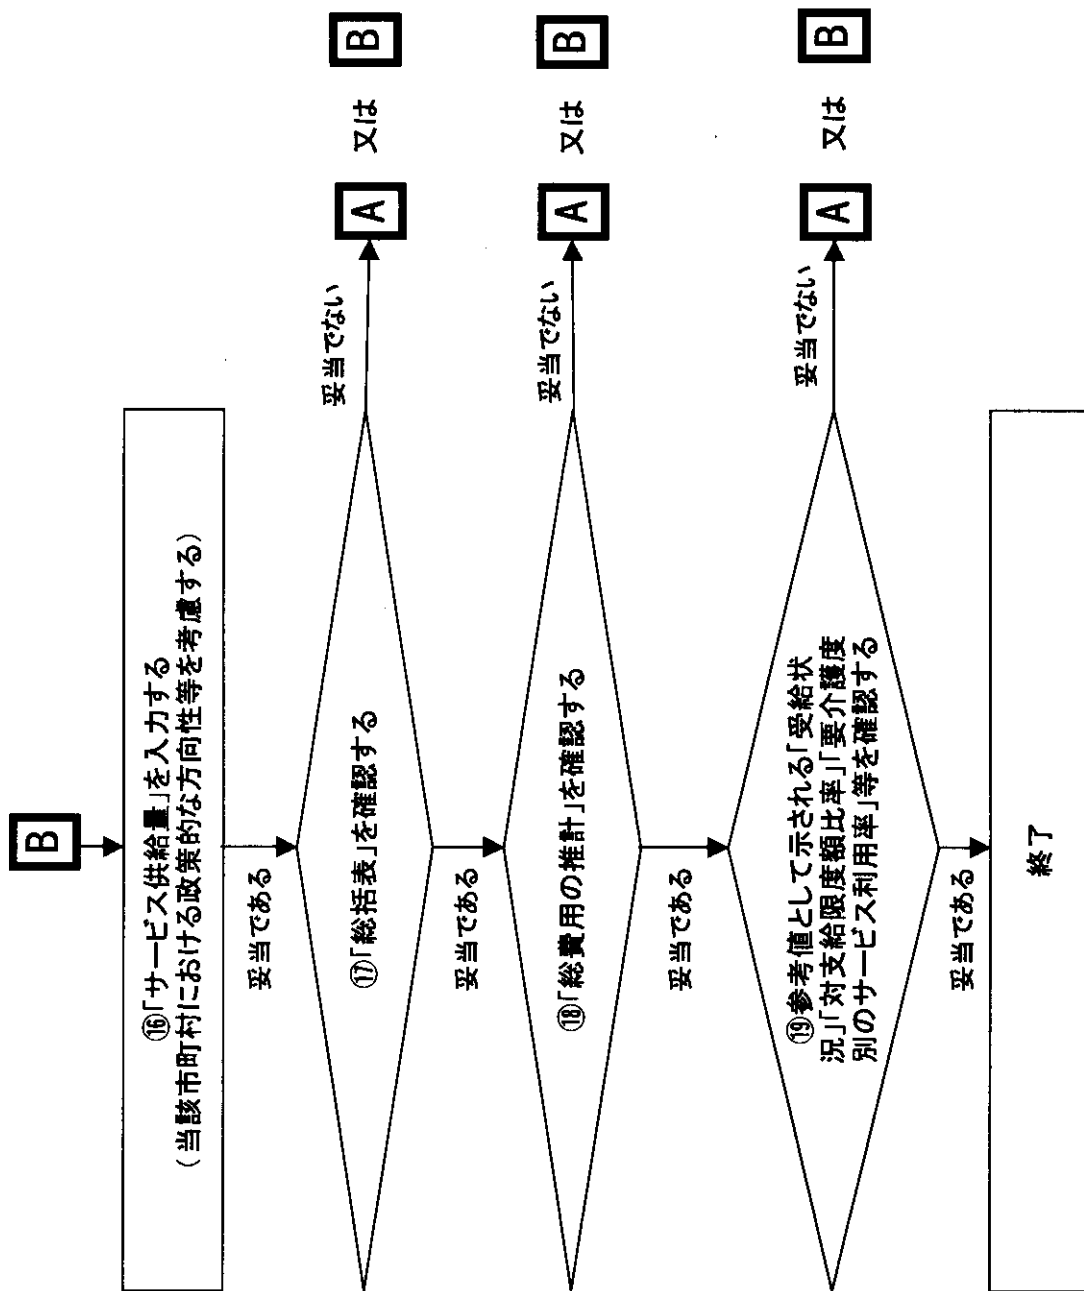 B
⑯「サービス供給量」を入力する
(当該市町村における政策的な方向性等を考慮する)
妥当である
⑰「総括表」を確認する
妥当でない
A 又は B
妥当である
⑱「総費用の推計」を確認する
妥当でない
A 又は B
妥当である
⑲参考値として示される「受給状
況」「対支給限度額比率」「要介護度
別のサービス利用率」等を確認する
妥当でない
A 又は B
妥当である
終了